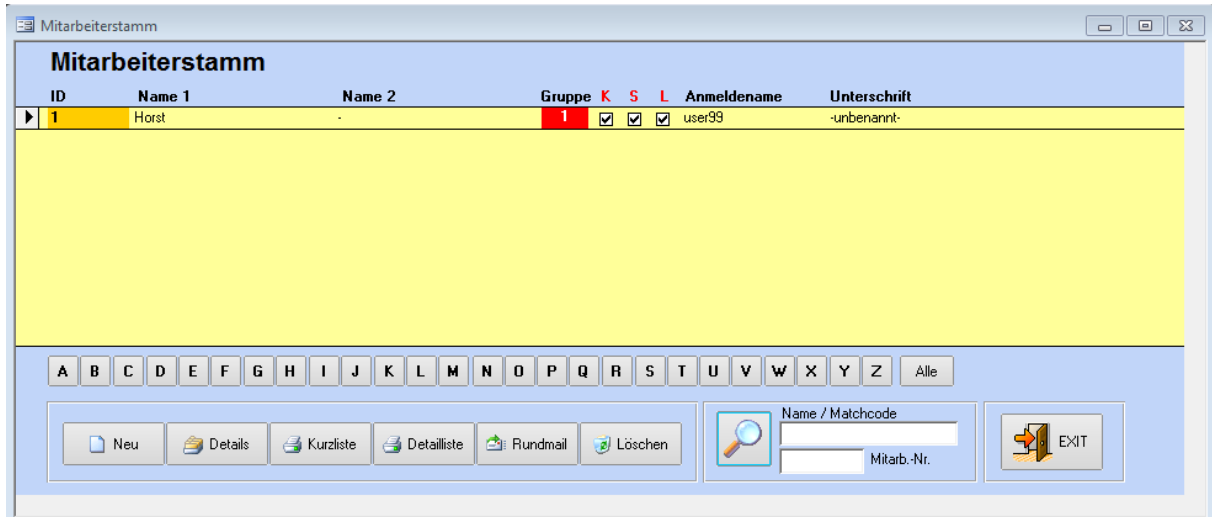 Mitarbeiterstamm
Mitarbeiterstamm
ID Name 1 Name 2 Gruppe K S L Anmeldename Unterschrift
1 Horst - 1 user99 -unbenannt-
A B C D E F G H I J K L M N O P Q R S T U V W X Y Z Alle
Name / Matchcode
Neu Details Kurzliste Detailliste Rundmail Löschen EXIT
Mitarb.-Nr.